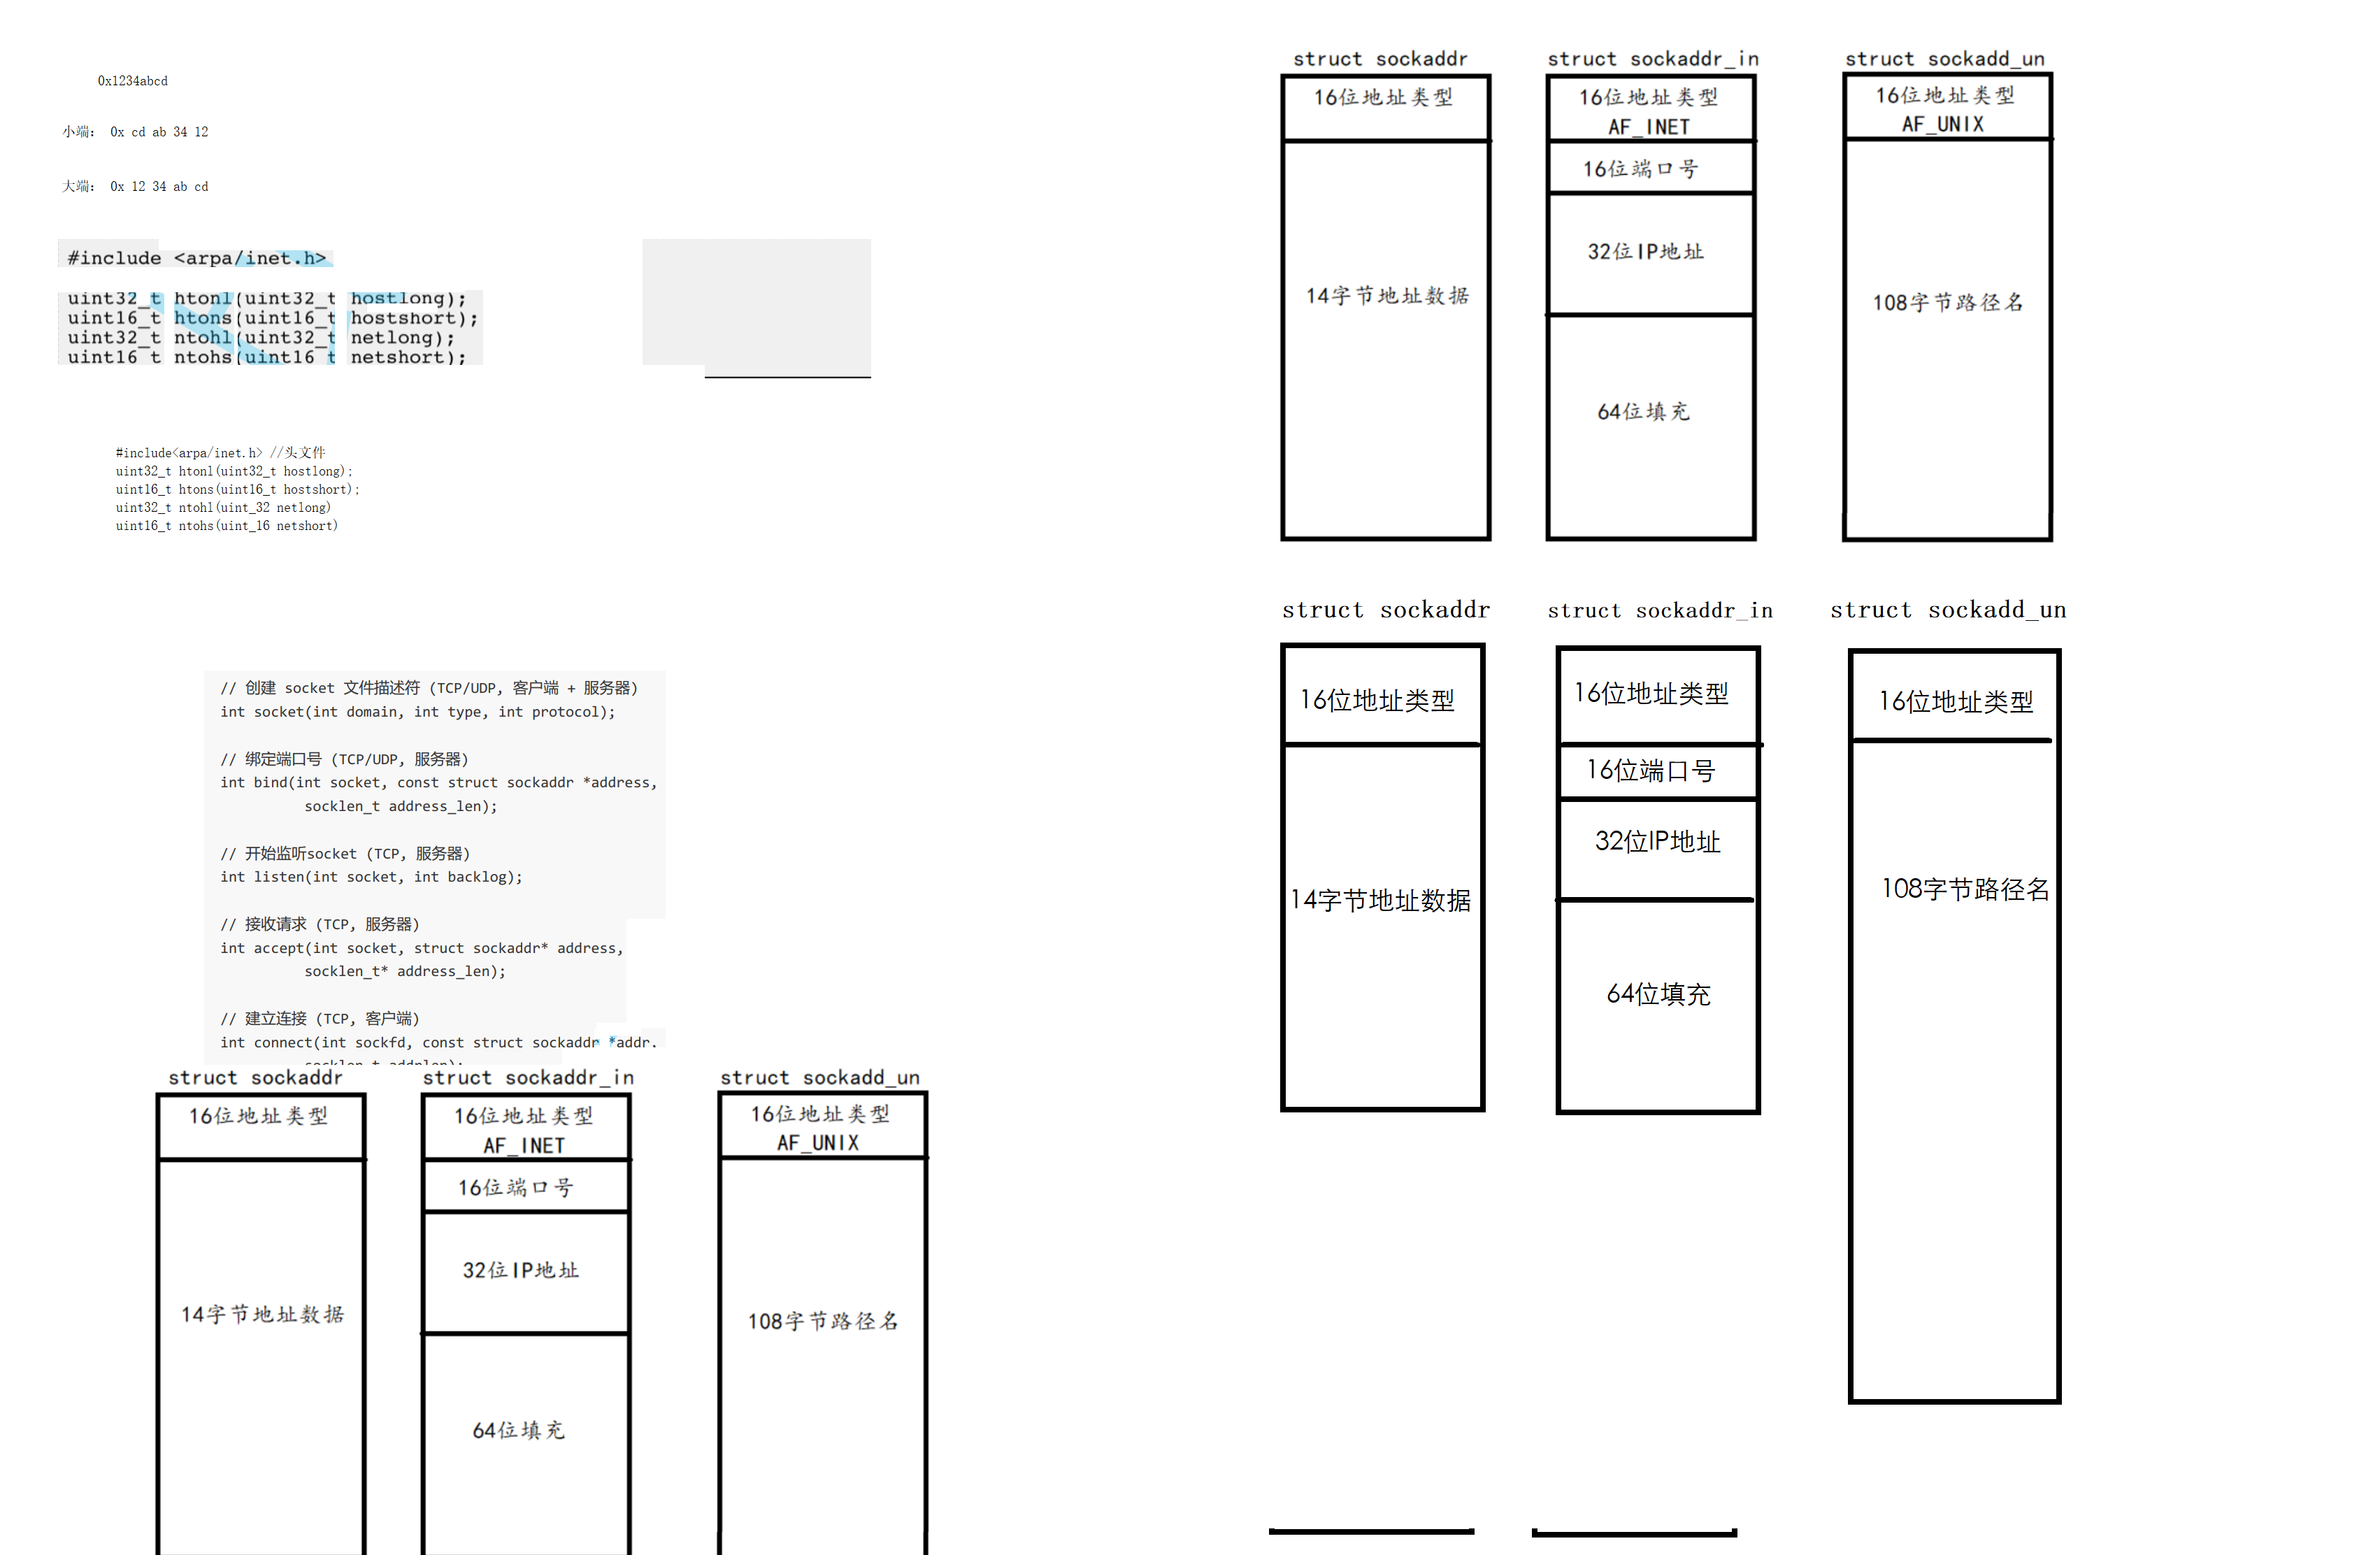 0x1234abcd
小端： 0x cd ab 34 12
大端： 0x 12 34 ab cd
#include <arpa/inet.h>
uint32_t htonl(uint32_t hostlong);
uint16_t htons(uint16_t hostshort);
uint32_t ntohl(uint32_t netlong);
uint16_t ntohs(uint16_t netshort);
#include<arpa/inet.h> //头文件
uint32_t htonl(uint32_t hostlong);
uint16_t htons(uint16_t hostshort);
uint32_t ntohl(uint_32 netlong)
uint16_t ntohs(uint_16 netshort)
// 创建 socket 文件描述符 (TCP/UDP, 客户端 + 服务器)
int socket(int domain, int type, int protocol);
// 绑定端口号 (TCP/UDP, 服务器)
int bind(int socket, const struct sockaddr *address,
socklen_t address_len);
// 开始监听socket (TCP, 服务器)
int listen(int socket, int backlog);
// 接收请求 (TCP, 服务器)
int accept(int socket, struct sockaddr* address,
socklen_t* address_len);
// 建立连接 (TCP, 客户端)
int connect(int sockfd, const struct sockaddr *addr,
socklen_t addrlen);
struct sockaddr
16位地址类型
14字节地址数据
struct sockaddr_in
16位地址类型
AF_INET
16位端口号
32位IP地址
64位填充
struct sockadd_un
16位地址类型
AF_UNIX
108字节路径名
struct sockaddr
16位地址类型
14字节地址数据
struct sockaddr_in
16位地址类型
AF_INET
16位端口号
32位IP地址
64位填充
struct sockadd_un
16位地址类型
AF_UNIX
108字节路径名
struct sockaddr
16位地址类型
14字节地址数据
struct sockaddr_in
16位地址类型
16位端口号
32位IP地址
64位填充
struct sockadd_un
16位地址类型
108字节路径名